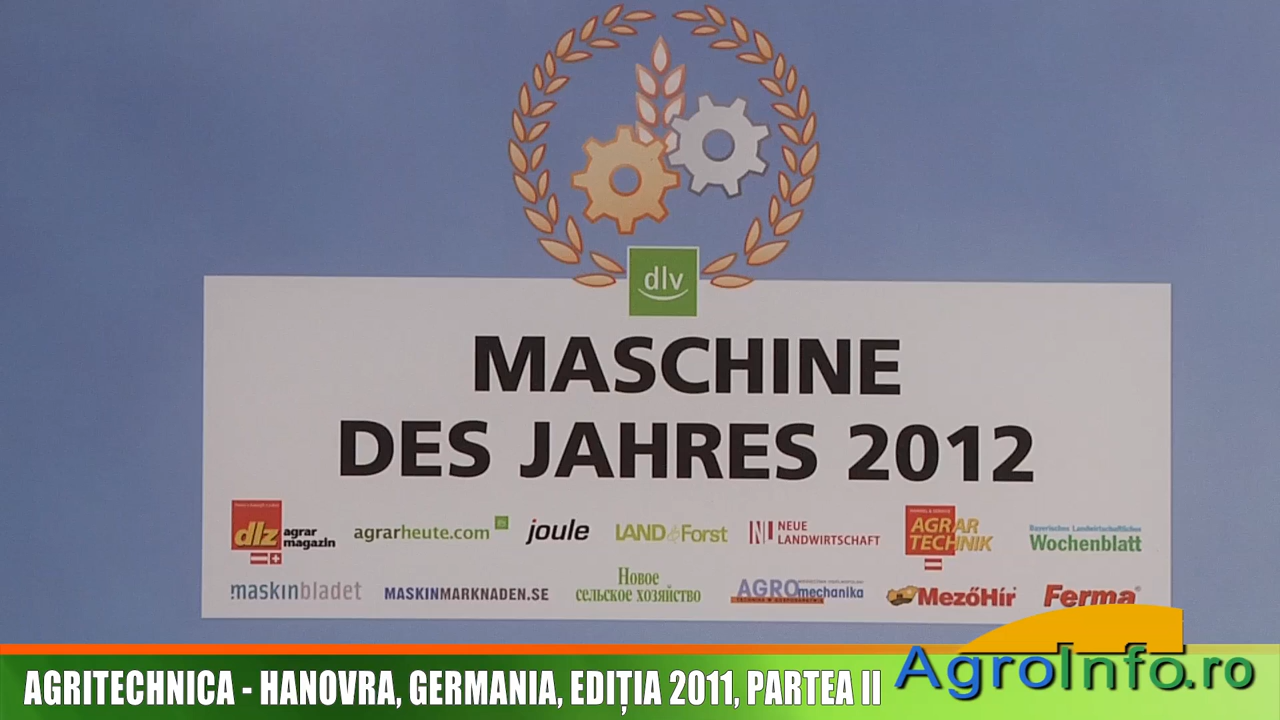 dlv
MASCHINE
DES JAHRES 2012
dlz agrar magazin
agrarheute.com
joule
LAND & Forst
NL NEUE LANDWIRTSCHAFT
AGRAR TECHNIK
Bayerisches Landwirtschaftliches
Wochenblatt
maskinbladet
MASKINMARKNADEN.SE
Новое
сельское хозяйство
AGRO mechanika
MezőHír
Ferma
AGRITECHNICA - HANOVRA, GERMANIA, EDIȚIA 2011, PARTEA II
AgroInfo.ro